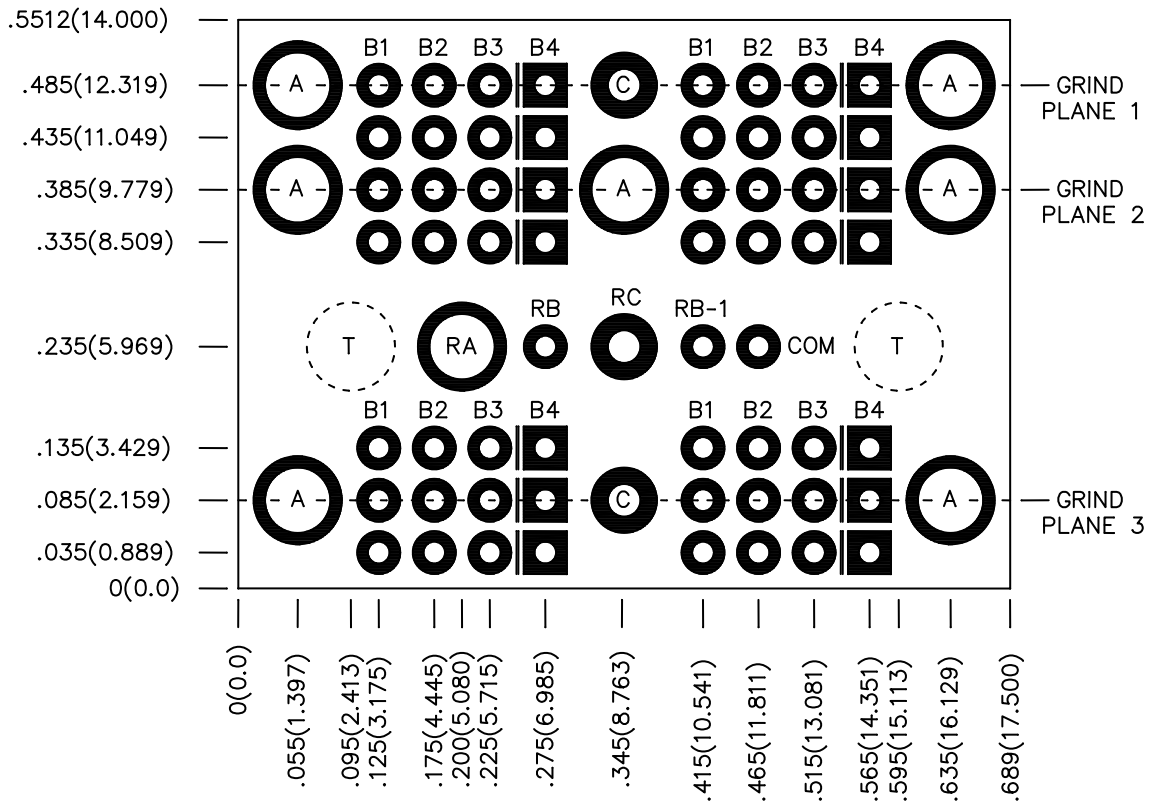 .5512(14.000)
B1 B2 B3 B4 B1 B2 B3 B4
.485(12.319) A C A GRIND
PLANE 1
.435(11.049)
.385(9.779) A A A GRIND
PLANE 2
.335(8.509)
RB RC RB-1
.235(5.969) T RA COM T
B1 B2 B3 B4 B1 B2 B3 B4
.135(3.429)
.085(2.159) A C A GRIND
PLANE 3
.035(0.889)
0(0.0)
0(0.0)
.055(1.397)
.095(2.413)
.125(3.175)
.175(4.445)
.200(5.080)
.225(5.715)
.275(6.985)
.345(8.763)
.415(10.541)
.465(11.811)
.515(13.081)
.565(14.351)
.595(15.113)
.635(16.129)
.689(17.500)